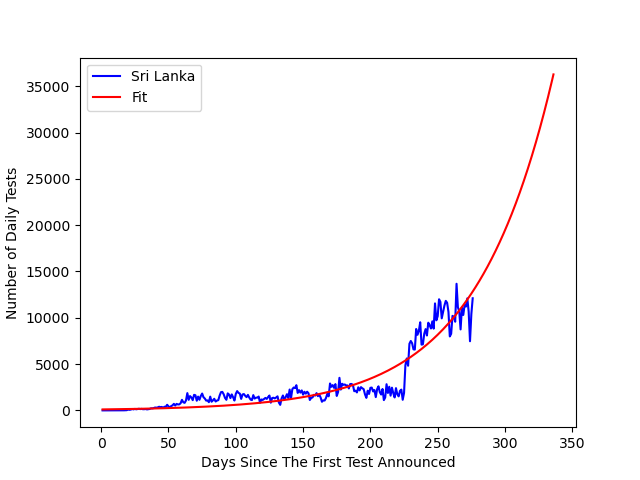 Sri Lanka
Fit
35000
30000
25000
20000
15000
10000
5000
0
Number of Daily Tests
0 50 100 150 200 250 300 350
Days Since The First Test Announced